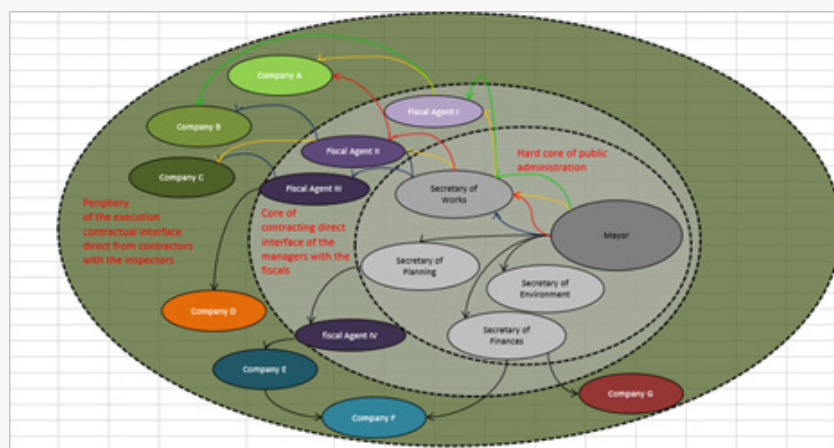 Company A
Fiscal Agent I
Company B
Fiscal Agent II
Hard core of public
administration
Company C
Fiscal Agent III
Secretary of
Works
Periphery
of the execution
contractual interface
direct from contractors
with the inspectors
Core of
contracting direct
interface of the
managers with the
fiscals
Mayor
Secretary of
Planning
Secretary of
Environment
Company D
fiscal Agent IV
Secretary of
Finances
Company E
Company G
Company F